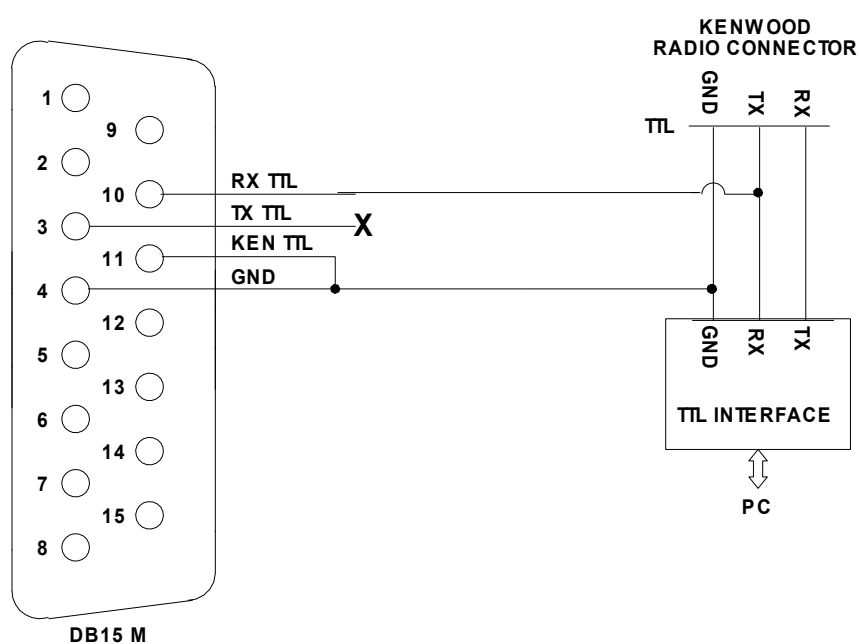 KENWOOD
RADIO CONNECTOR
GND TX RX
TTL
1
9
2
10 RX TTL
3 TX TTL X
11 KEN TTL
4 GND
12
5
13
6
14
7
15
8
GND RX TX
TTL INTERFACE
PC
DB15 M